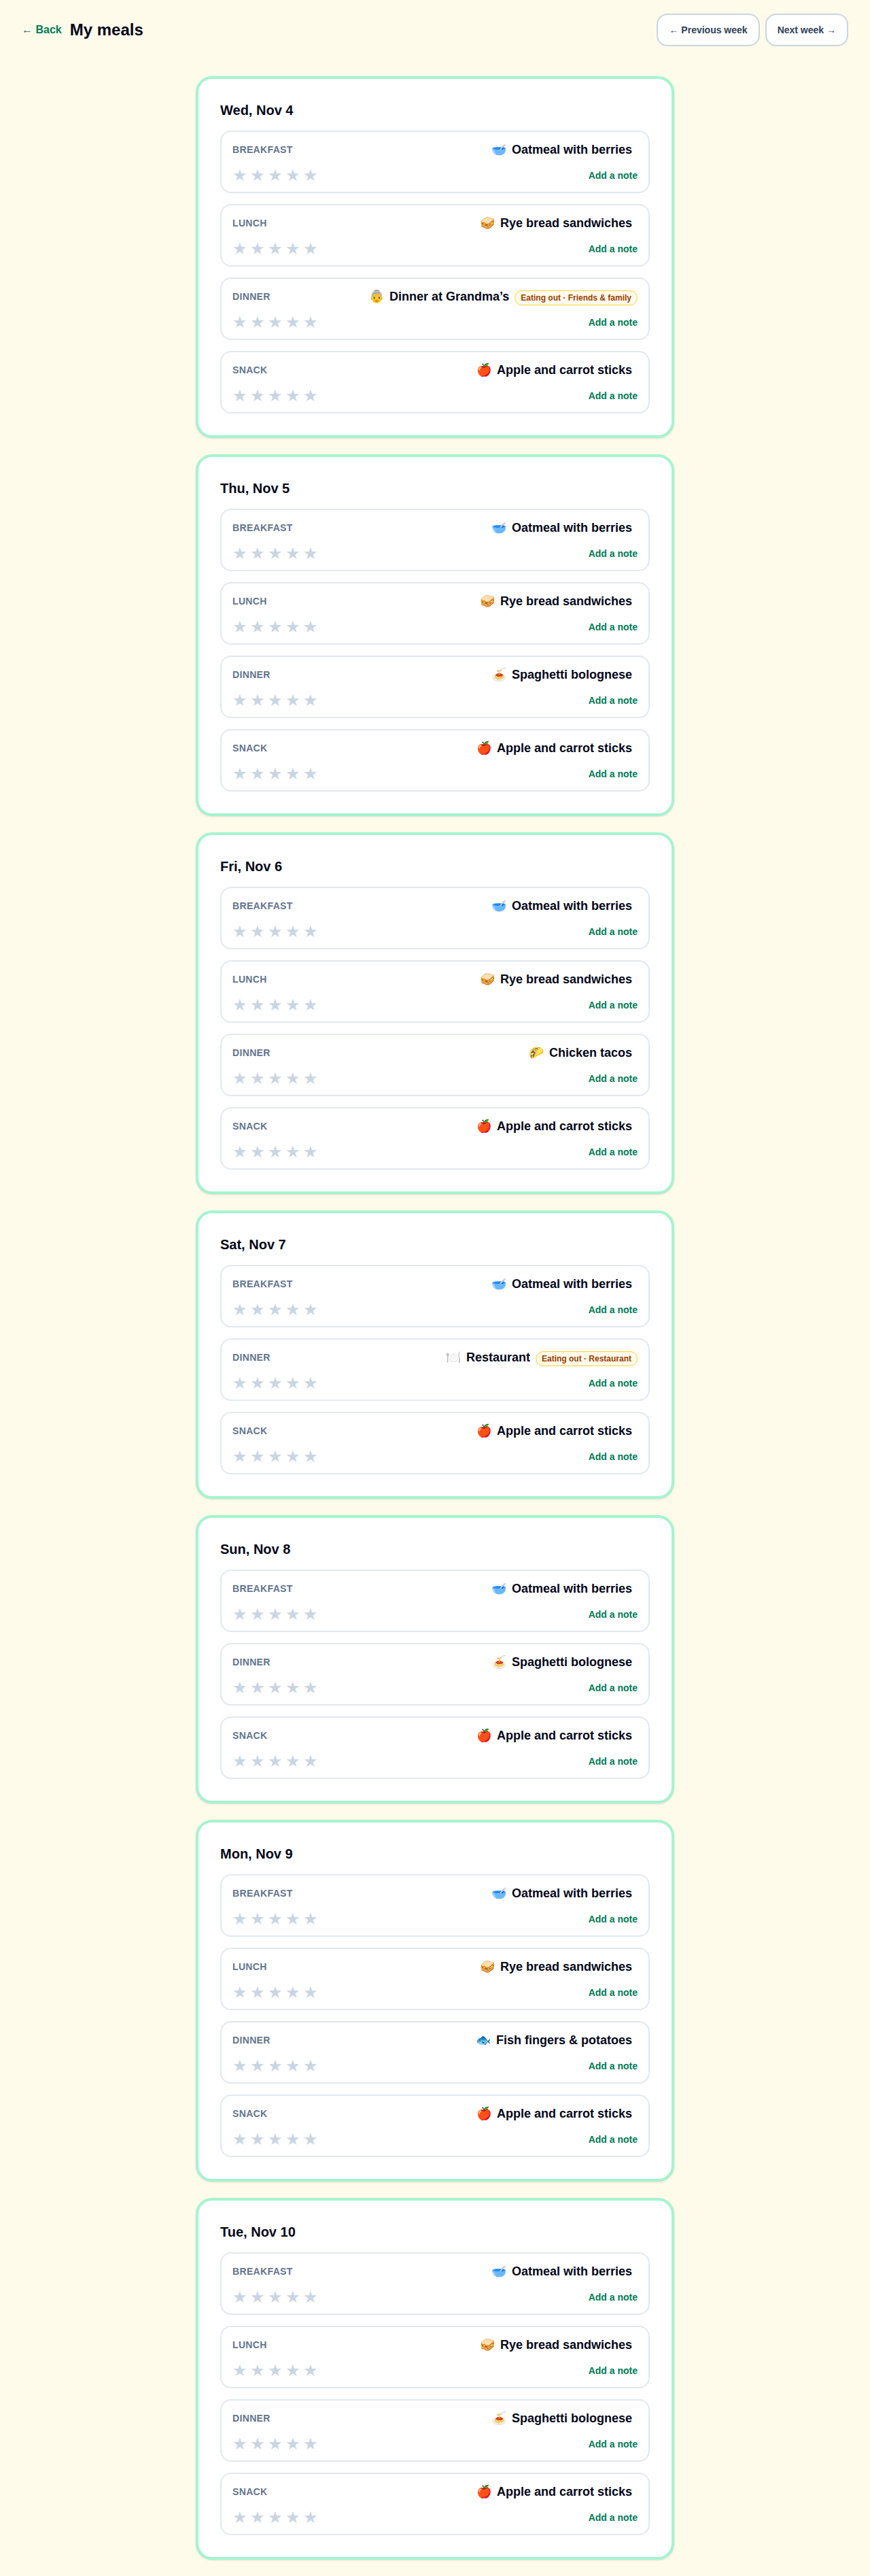 ← Back My meals ← Previous week Next week →
Wed, Nov 4
BREAKFAST Oatmeal with berries
Add a note
LUNCH Rye bread sandwiches
Add a note
DINNER Dinner at Grandma’s Eating out · Friends & family
Add a note
SNACK Apple and carrot sticks
Add a note
Thu, Nov 5
BREAKFAST Oatmeal with berries
Add a note
LUNCH Rye bread sandwiches
Add a note
DINNER Spaghetti bolognese
Add a note
SNACK Apple and carrot sticks
Add a note
Fri, Nov 6
BREAKFAST Oatmeal with berries
Add a note
LUNCH Rye bread sandwiches
Add a note
DINNER Chicken tacos
Add a note
SNACK Apple and carrot sticks
Add a note
Sat, Nov 7
BREAKFAST Oatmeal with berries
Add a note
DINNER Restaurant Eating out · Restaurant
Add a note
SNACK Apple and carrot sticks
Add a note
Sun, Nov 8
BREAKFAST Oatmeal with berries
Add a note
DINNER Spaghetti bolognese
Add a note
SNACK Apple and carrot sticks
Add a note
Mon, Nov 9
BREAKFAST Oatmeal with berries
Add a note
LUNCH Rye bread sandwiches
Add a note
DINNER Fish fingers & potatoes
Add a note
SNACK Apple and carrot sticks
Add a note
Tue, Nov 10
BREAKFAST Oatmeal with berries
Add a note
LUNCH Rye bread sandwiches
Add a note
DINNER Spaghetti bolognese
Add a note
SNACK Apple and carrot sticks
Add a note